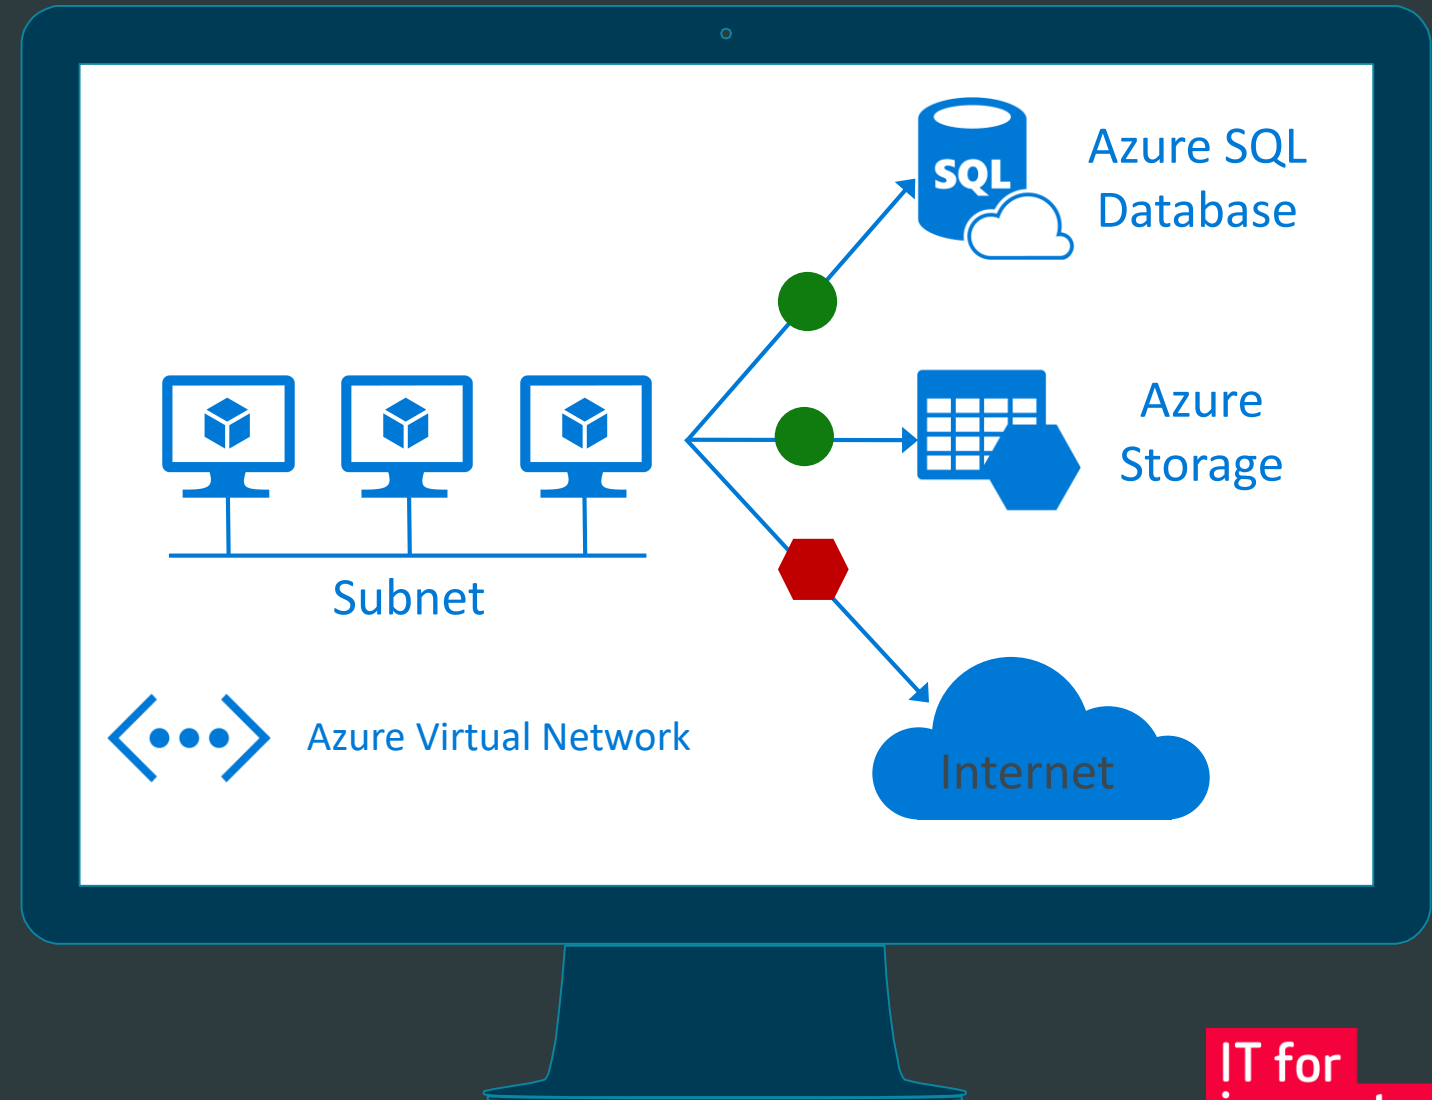 Azure SQL
Database
SQL
Azure
Storage
Subnet
Azure Virtual Network
Internet
IT for